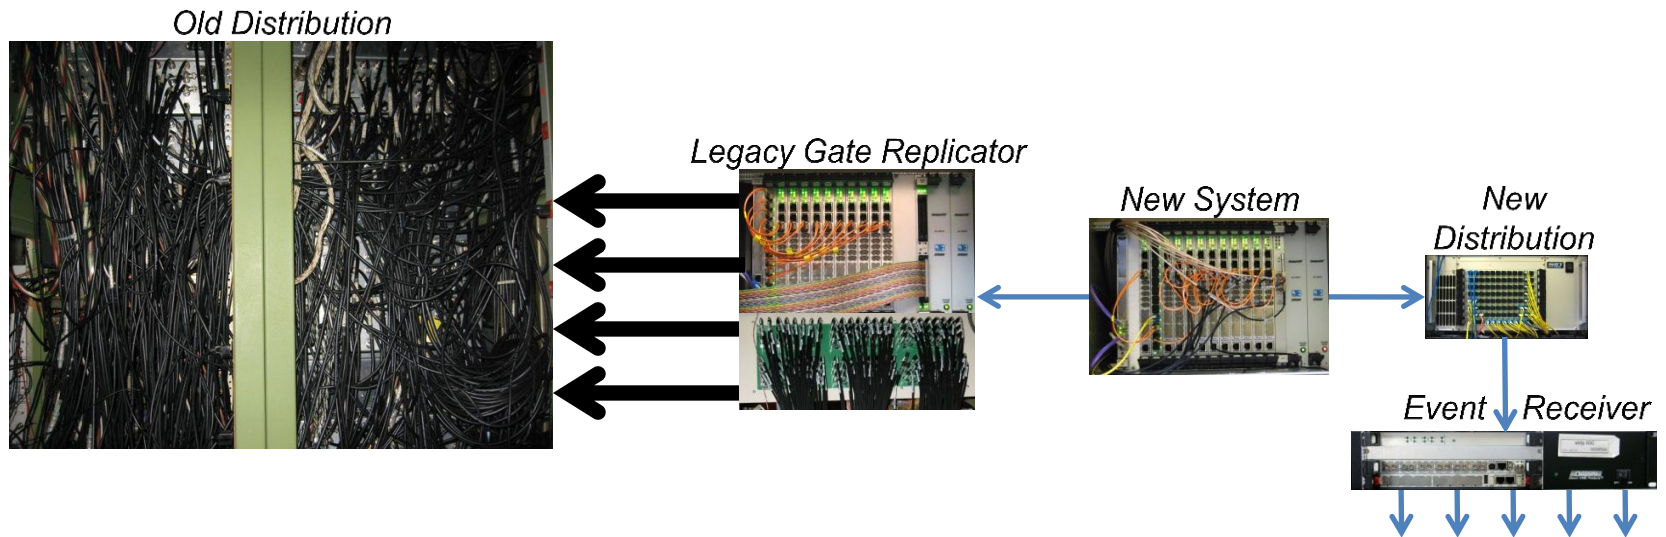 Old Distribution
Legacy Gate Replicator
New System
New
Distribution
Event Receiver